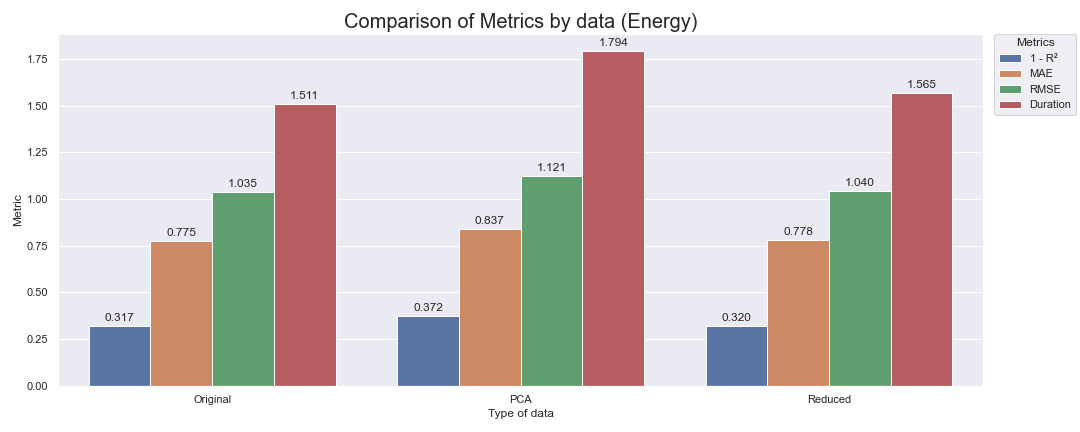 Comparison of Metrics by data (Energy)
Metrics
1 - R²
MAE
RMSE
Duration
Metric
1.75
1.50
1.25
1.00
0.75
0.50
0.25
0.00
0.317
0.775
1.035
1.511
0.372
0.837
1.121
1.794
0.320
0.778
1.040
1.565
Original
PCA
Reduced
Type of data